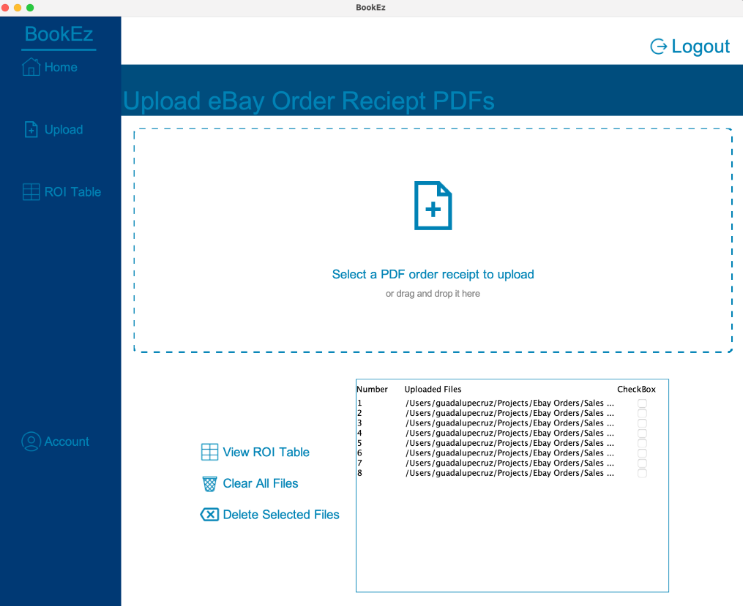 BookEz
BookEz
Logout
Home
Upload eBay Order Reciept PDFs
Upload
ROI Table
Select a PDF order receipt to upload
or drag and drop it here
Number Uploaded Files CheckBox
1 /Users/guadalupecruz/Projects/Ebay Orders/Sales ...
2 /Users/guadalupecruz/Projects/Ebay Orders/Sales ...
3 /Users/guadalupecruz/Projects/Ebay Orders/Sales ...
4 /Users/guadalupecruz/Projects/Ebay Orders/Sales ...
5 /Users/guadalupecruz/Projects/Ebay Orders/Sales ...
6 /Users/guadalupecruz/Projects/Ebay Orders/Sales ...
7 /Users/guadalupecruz/Projects/Ebay Orders/Sales ...
8 /Users/guadalupecruz/Projects/Ebay Orders/Sales ...
Account
View ROI Table
Clear All Files
Delete Selected Files